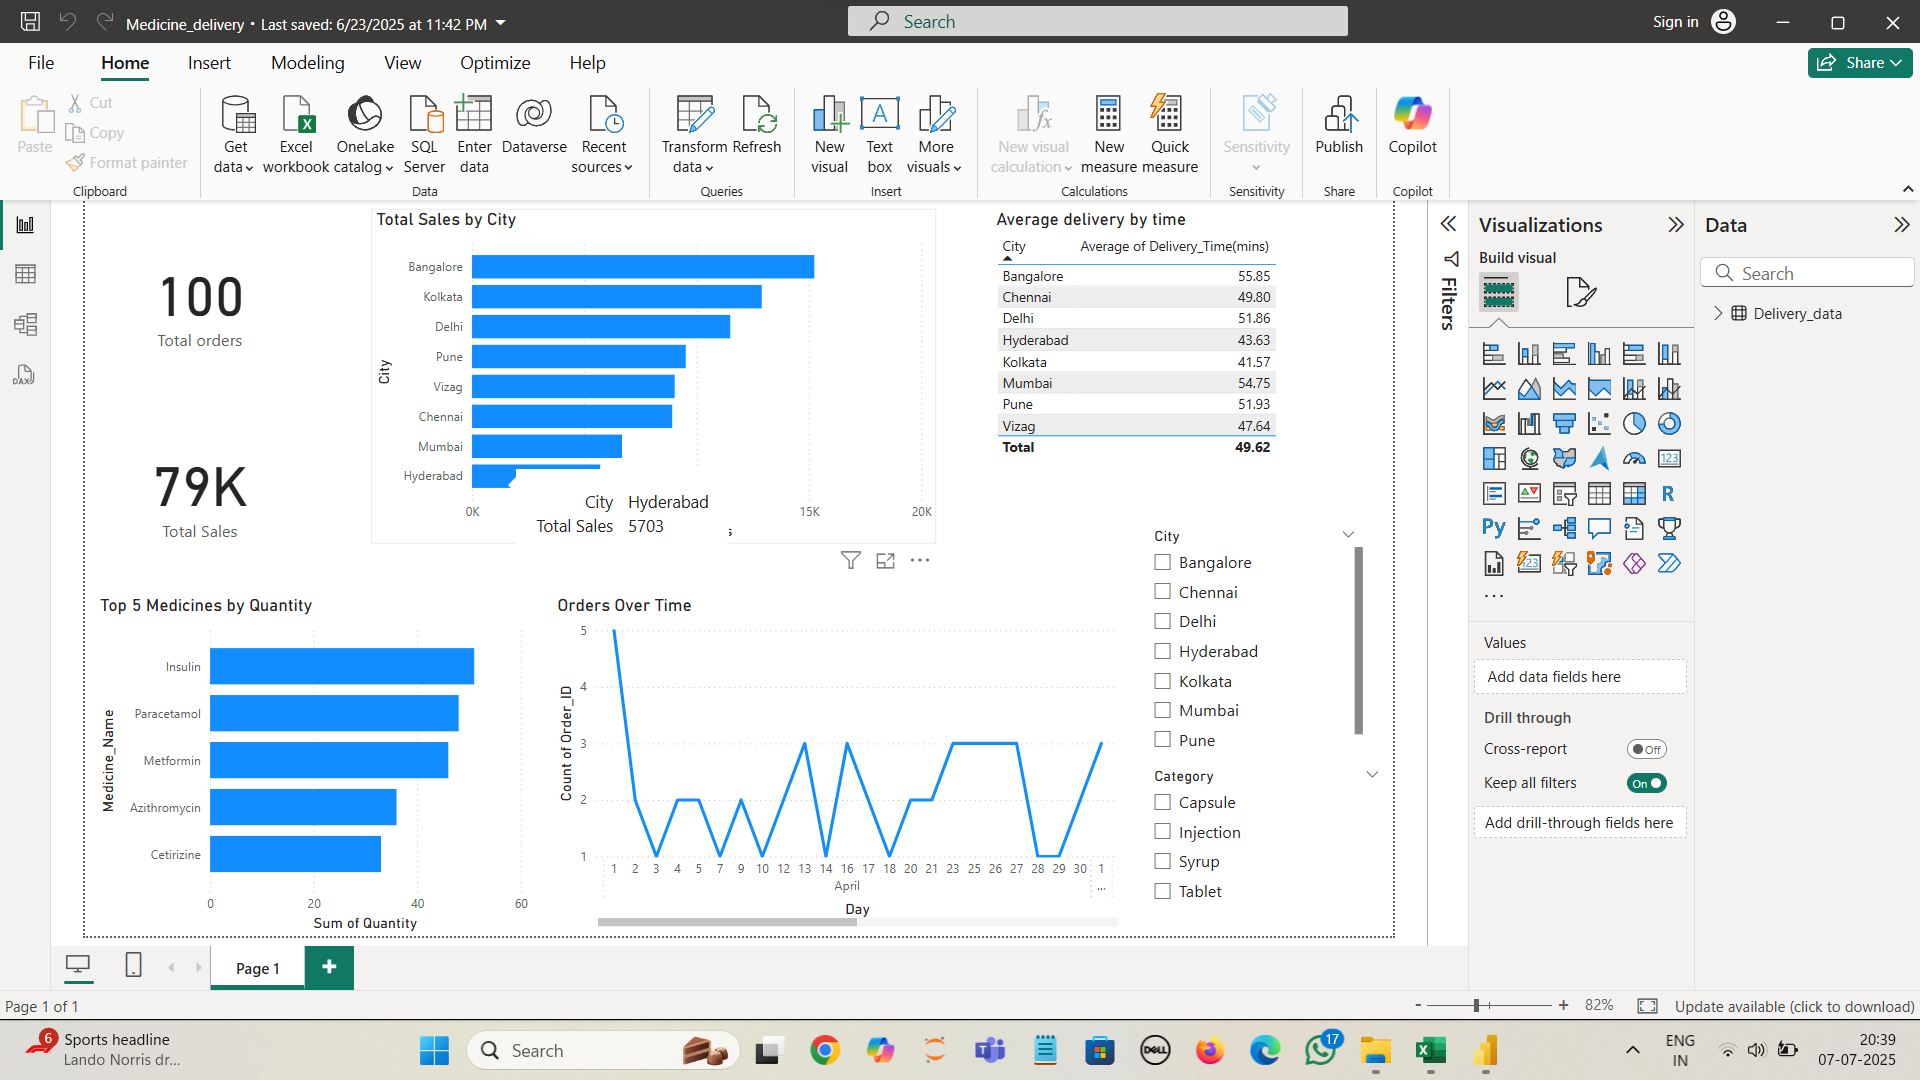 Medicine_delivery • Last saved: 6/23/2025 at 11:42 PM
Search
Sign in
File
Home
Insert
Modeling
View
Optimize
Help
Share
Paste
Cut
Copy
Format painter
Clipboard
Get data
Excel workbook
OneLake catalog
SQL Server
Enter data
Dataverse
Recent sources
Data
Transform data
Refresh
Queries
New visual
Text box
More visuals
Insert
New visual calculation
New measure
Quick measure
Calculations
Sensitivity
Sensitivity
Publish
Share
Copilot
Copilot
100
Total orders
79K
Total Sales
Total Sales by City
City
Bangalore
Kolkata
Delhi
Pune
Vizag
Chennai
Mumbai
Hyderabad
0K
15K
20K
City Hyderabad
Total Sales 5703
Average delivery by time
City Average of Delivery_Time(mins)
Bangalore 55.85
Chennai 49.80
Delhi 51.86
Hyderabad 43.63
Kolkata 41.57
Mumbai 54.75
Pune 51.93
Vizag 47.64
Total 49.62
Top 5 Medicines by Quantity
Medicine_Name
Insulin
Paracetamol
Metformin
Azithromycin
Cetirizine
0 20 40 60
Sum of Quantity
Orders Over Time
Count of Order_ID
5
4
3
2
1
1 2 3 4 5 7 9 10 12 13 14 16 17 18 20 21 23 25 26 27 28 29 30 1
April ...
Day
City
Bangalore
Chennai
Delhi
Hyderabad
Kolkata
Mumbai
Pune
Category
Capsule
Injection
Syrup
Tablet
Filters
Visualizations
Build visual
123
R
Py
123
...
Values
Add data fields here
Drill through
Cross-report
Off
Keep all filters
On
Add drill-through fields here
Data
Search
Delivery_data
DAX
Page 1
+
Page 1 of 1
- + 82%
Update available (click to download)
6
Sports headline
Lando Norris dr...
Search
DELL
17
ENG
IN
20:39
07-07-2025